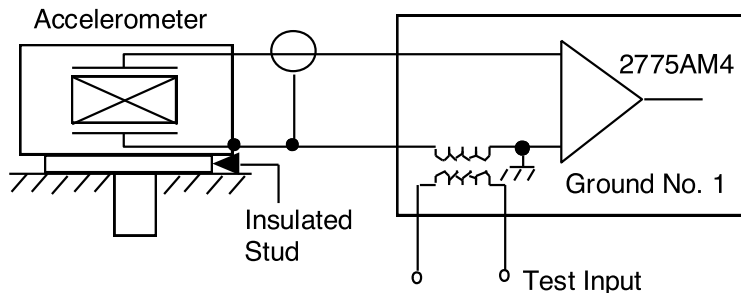 Accelerometer
2775AM4
Ground No. 1
Insulated
Stud
Test Input